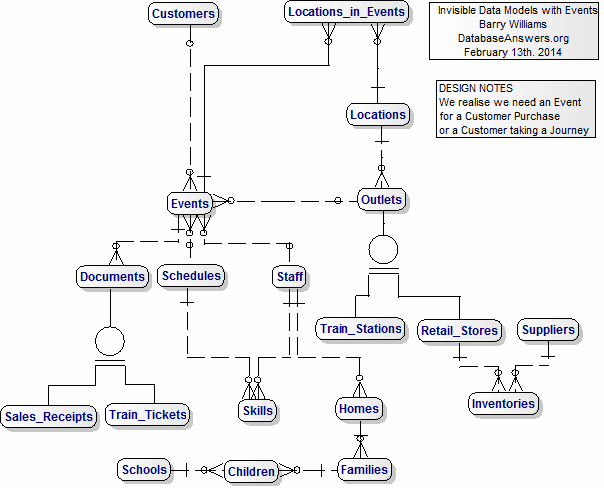 Customers
Locations_in_Events
Invisible Data Models with Events
Barry Williams
DatabaseAnswers.org
February 13th. 2014
DESIGN NOTES
We realise we need an Event
for a Customer Purchase
or a Customer taking a Journey
Locations
Events
Outlets
Documents
Schedules
Staff
Train_Stations
Retail_Stores
Suppliers
Sales_Receipts
Train_Tickets
Skills
Homes
Inventories
Schools
Children
Families